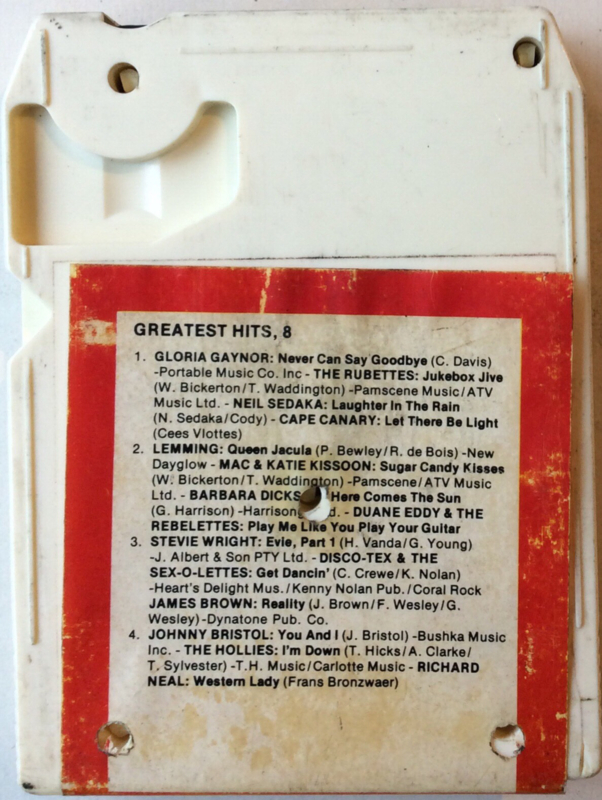 GREATEST HITS, 8
1. GLORIA GAYNOR: Never Can Say Goodbye (C. Davis)
-Portable Music Co. Inc - THE RUBETTES: Jukebox Jive
(W. Bickerton/T. Waddington) -Pamscene Music/ATV
Music Ltd. - NEIL SEDAKA: Laughter In The Rain
(N. Sedaka/Cody) - CAPE CANARY: Let There Be Light
(Cees Vlottes)
2. LEMMING: Queen Jacula (P. Bewley/R. de Bois) -New
Dayglow - MAC & KATIE KISSOON: Sugar Candy Kisses
(W. Bickerton/T. Waddington) -Pamscene/ATV Music
Ltd. - BARBARA DICKS Here Comes The Sun
(G. Harrison) -Harrisong d. - DUANE EDDY & THE
REBELETTES: Play Me Like You Play Your Guitar
3. STEVIE WRIGHT: Evie, Part 1 (H. Vanda/G. Young)
-J. Albert & Son PTY Ltd. - DISCO-TEX & THE
SEX-O-LETTES: Get Dancin' (C. Crewe/K. Nolan)
-Heart's Delight Mus./Kenny Nolan Pub./Coral Rock
JAMES BROWN: Reality (J. Brown/F. Wesley/G.
Wesley) -Dynatone Pub. Co.
4. JOHNNY BRISTOL: You And I (J. Bristol) -Bushka Music
Inc. - THE HOLLIES: I'm Down (T. Hicks/A. Clarke/
T. Sylvester) -T.H. Music/Carlotte Music - RICHARD
NEAL: Western Lady (Frans Bronzwaer)